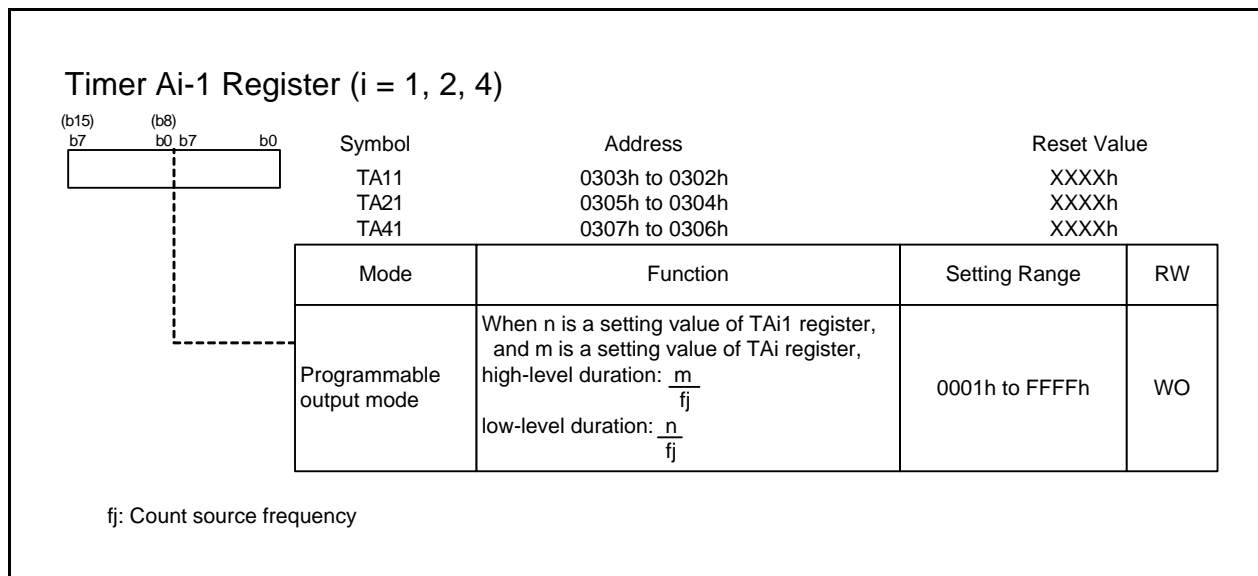 Timer Ai-1 Register (i = 1, 2, 4)
(b15) (b8)
b7 b0 b7 b0
Symbol Address Reset Value
TA11 0303h to 0302h XXXXh
TA21 0305h to 0304h XXXXh
TA41 0307h to 0306h XXXXh
Mode Function Setting Range RW
Programmable
output mode
When n is a setting value of TAi1 register,
and m is a setting value of TAi register,
high-level duration: m
fj
low-level duration: n
fj
0001h to FFFFh
WO
fj: Count source frequency